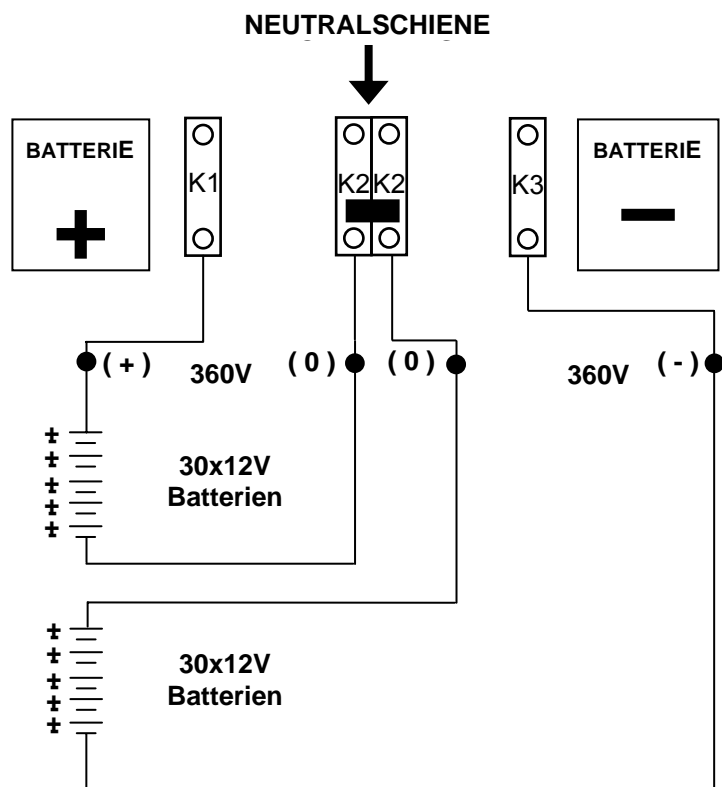 NEUTRALSCHIENE
BATTERIE
+
K1
K2 K2
K3
BATTERIE
−
(+)
360V
(0)
(0)
360V
(-)
30x12V
Batterien
30x12V
Batterien